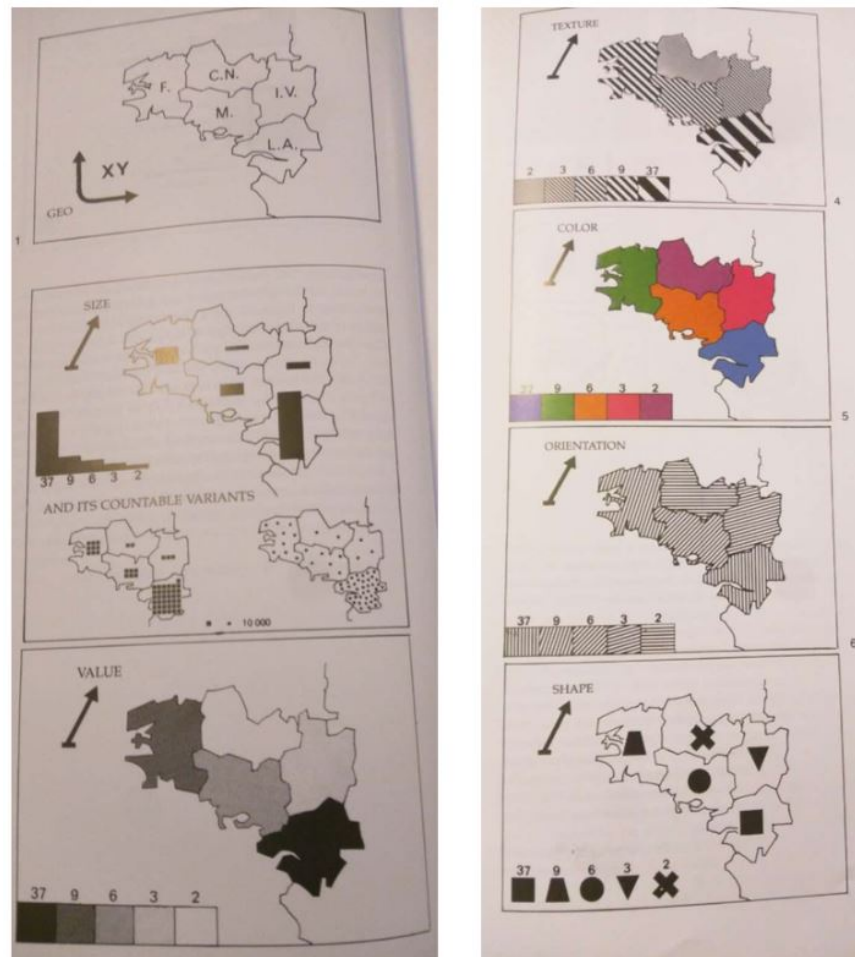 F.
C.N.
I.V.
M.
L.A.
XY
GEO
1
SIZE
37 9 6 3 2
AND ITS COUNTABLE VARIANTS
10 000
VALUE
37 9 6 3 2
TEXTURE
2 3 6 9 37
4
COLOR
37 9 6 3 2
5
ORIENTATION
37 9 6 3 2
6
SHAPE
37 9 6 3 2